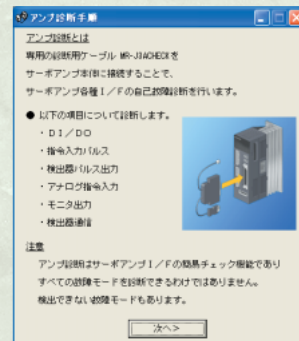 アンプ診断手順
アンプ診断とは
専用の診断用ケーブル MR-J3ACHECKを
サーボアンプ本体に接続することで、
サーボアンプ各種I/Fの自己故障診断を行います。
● 以下の項目について診断します。
・DI/DO
・指令入力パルス
・検出器パルス出力
・アナログ指令入力
・モニタ出力
・検出器通信
注意
アンプ診断はサーボアンプI/Fの簡易チェック機能であり
すべての故障モードを診断できるわけではありません。
検出できない故障モードもあります。
次へ>